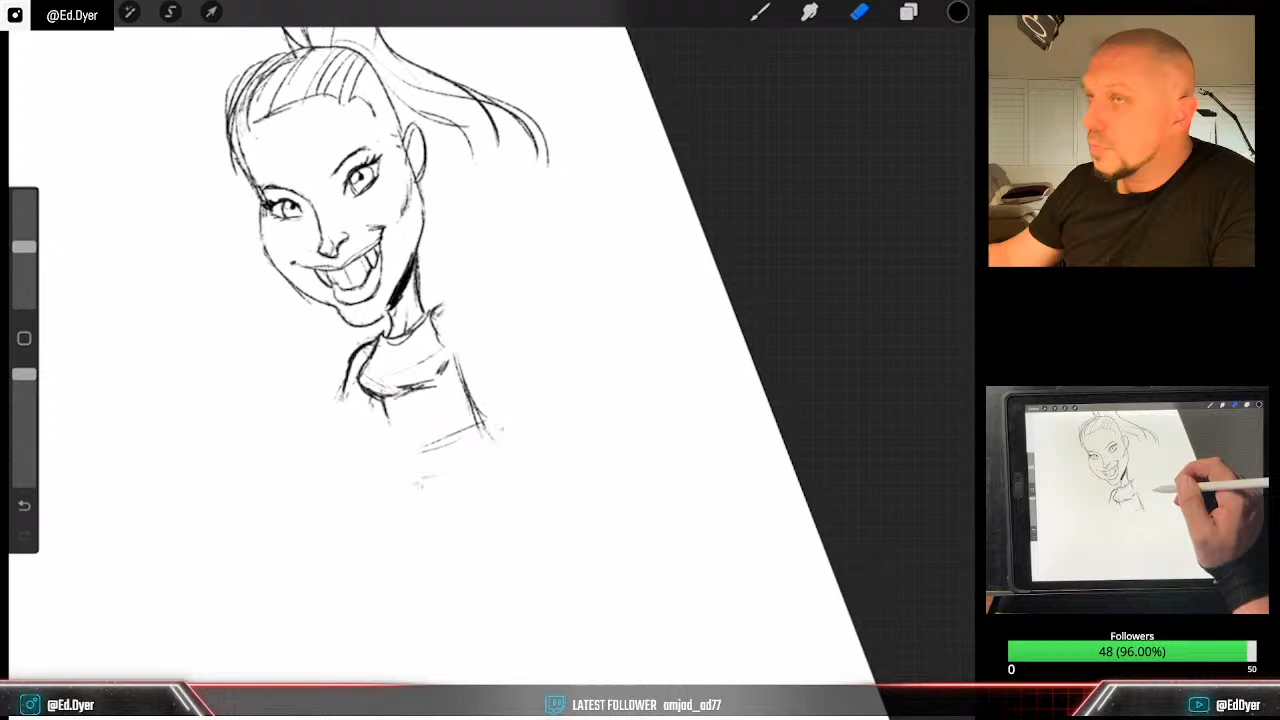 @Ed.Dyer
Followers
48 (96.00%)
0
50
@Ed.Dyer
LATEST FOLLOWER amjad_ad77
@EdDyer